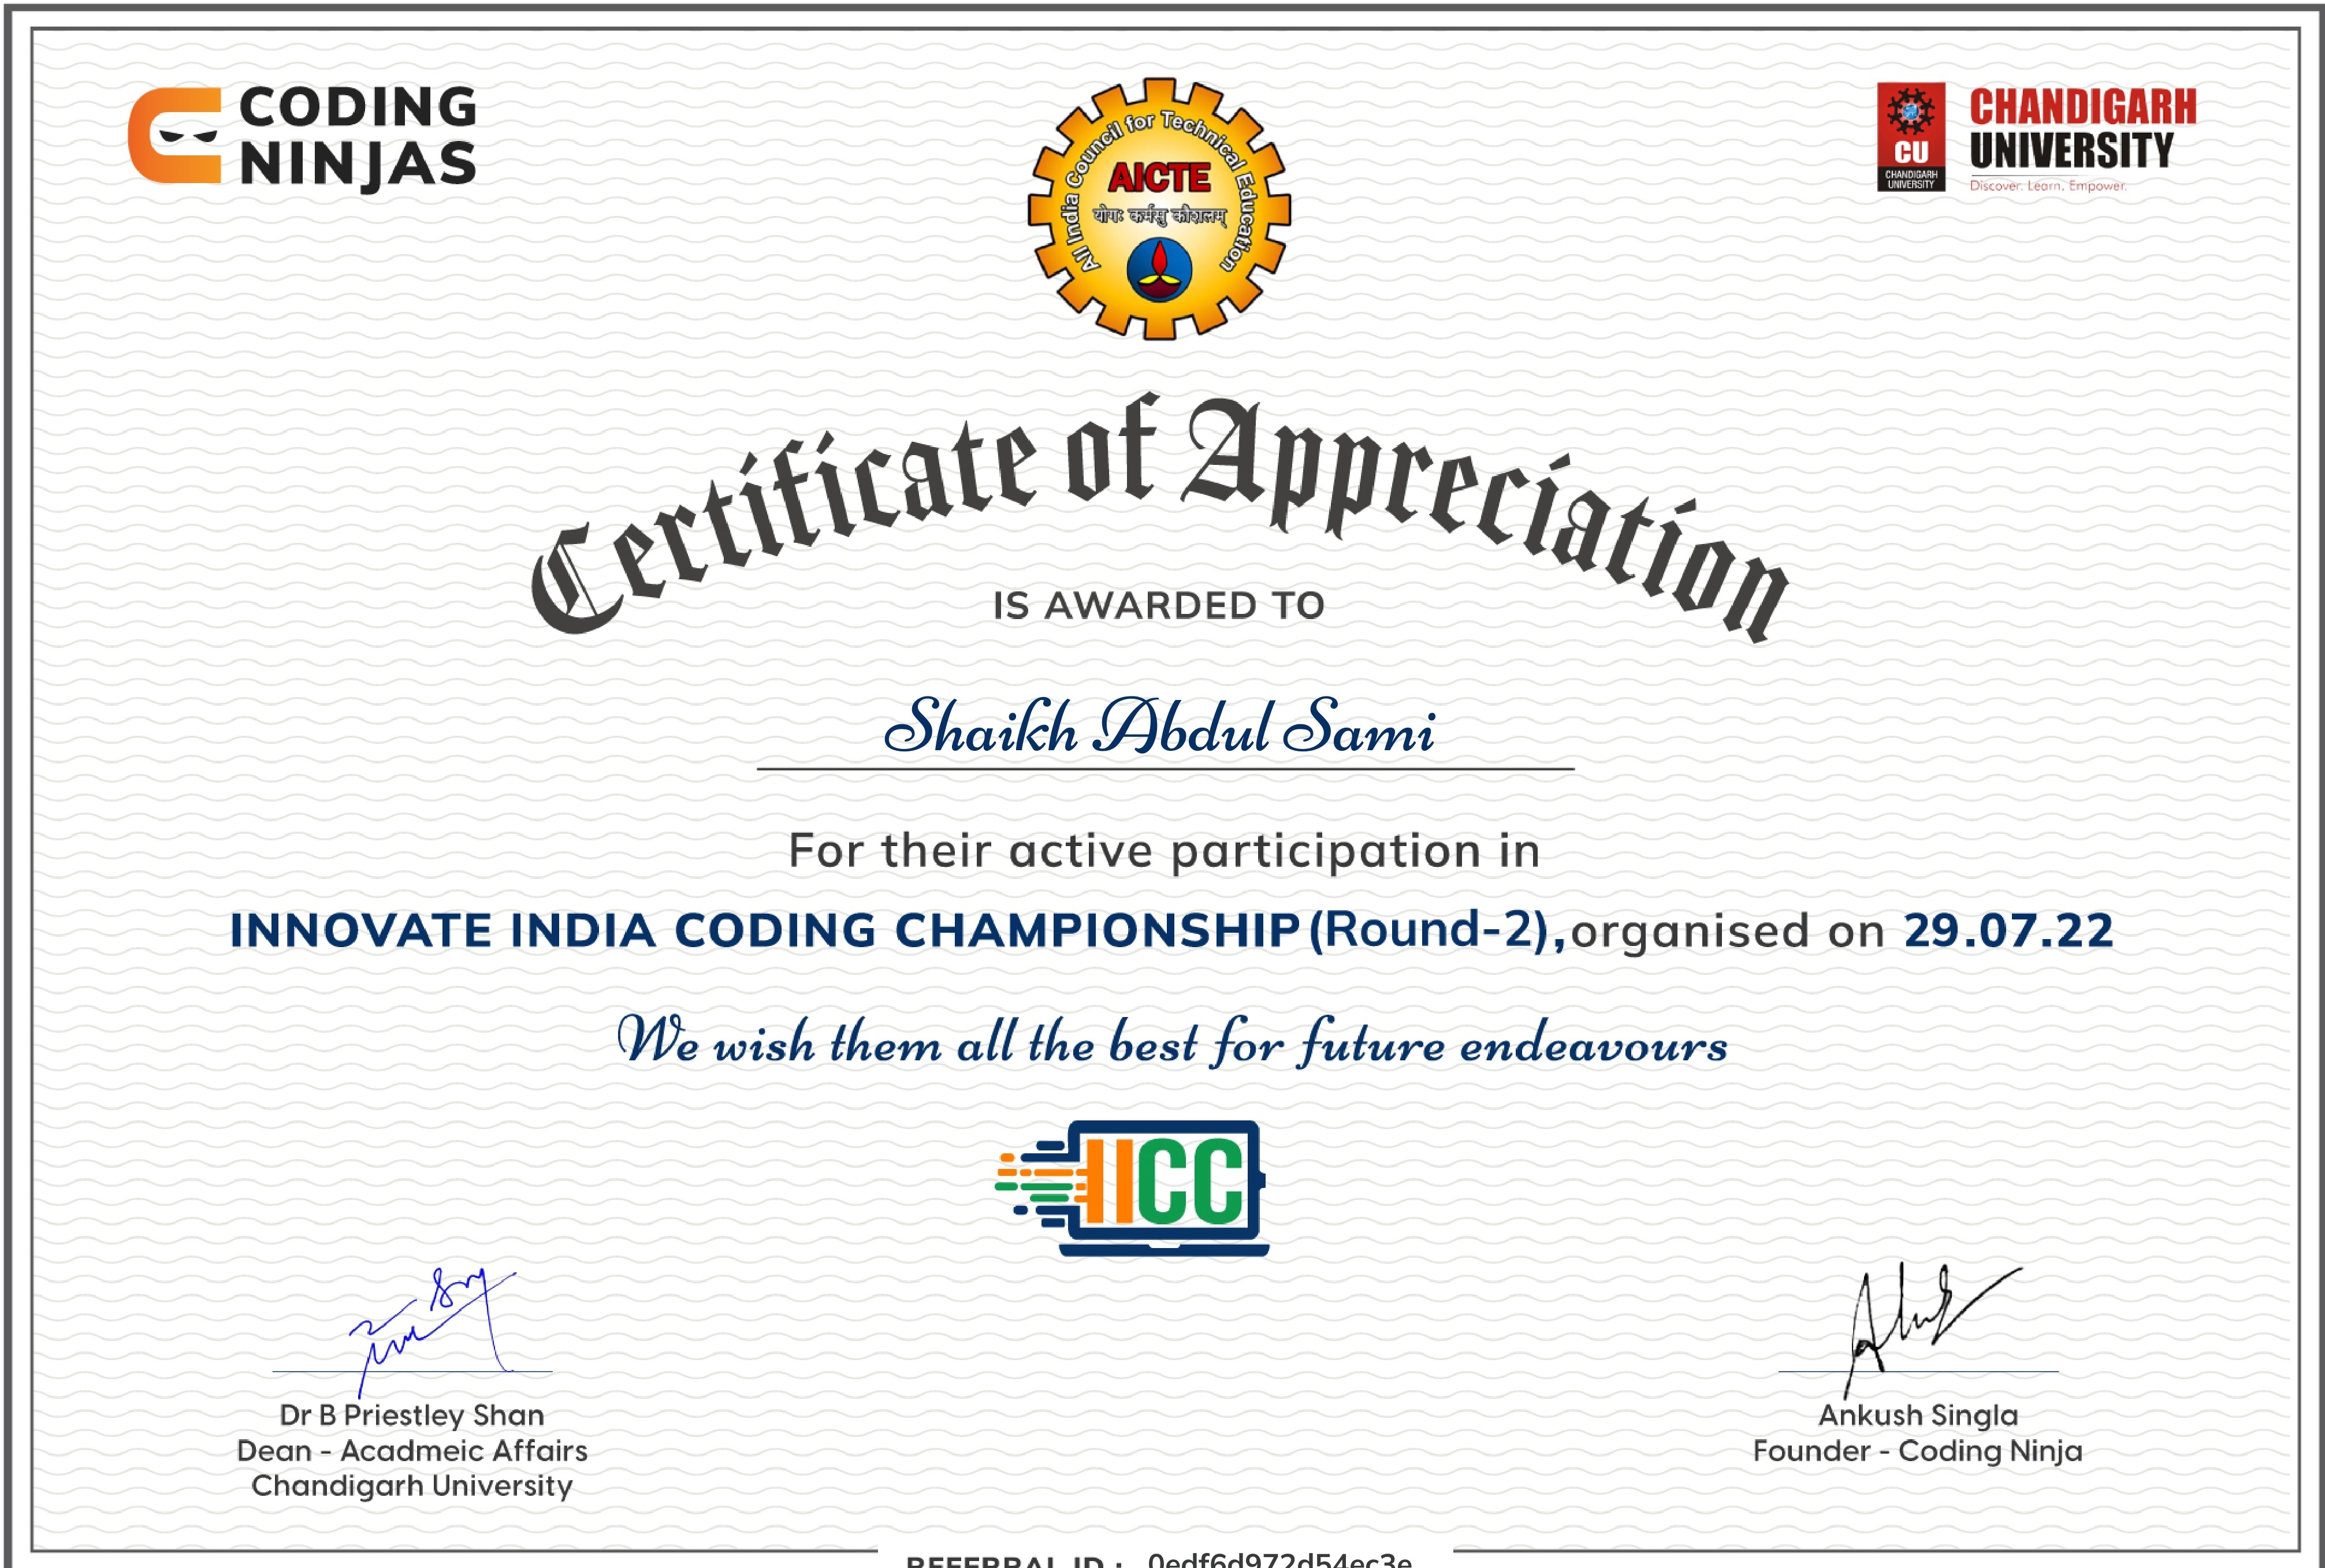 CODING
NINJAS
All India Council for Technical Education
AICTE
योगः कर्मसु कौशलम्
CU
CHANDIGARH
UNIVERSITY
CHANDIGARH
UNIVERSITY
Discover. Learn. Empower.
Certificate of Appreciation
IS AWARDED TO
Shaikh Abdul Sami
For their active participation in
INNOVATE INDIA CODING CHAMPIONSHIP (Round-2), organised on 29.07.22
We wish them all the best for future endeavours
IICC
Dr B Priestley Shan
Dean - Acadmeic Affairs
Chandigarh University
Ankush Singla
Founder - Coding Ninja
REFERRAL ID : 0edf6d972d54ec3e